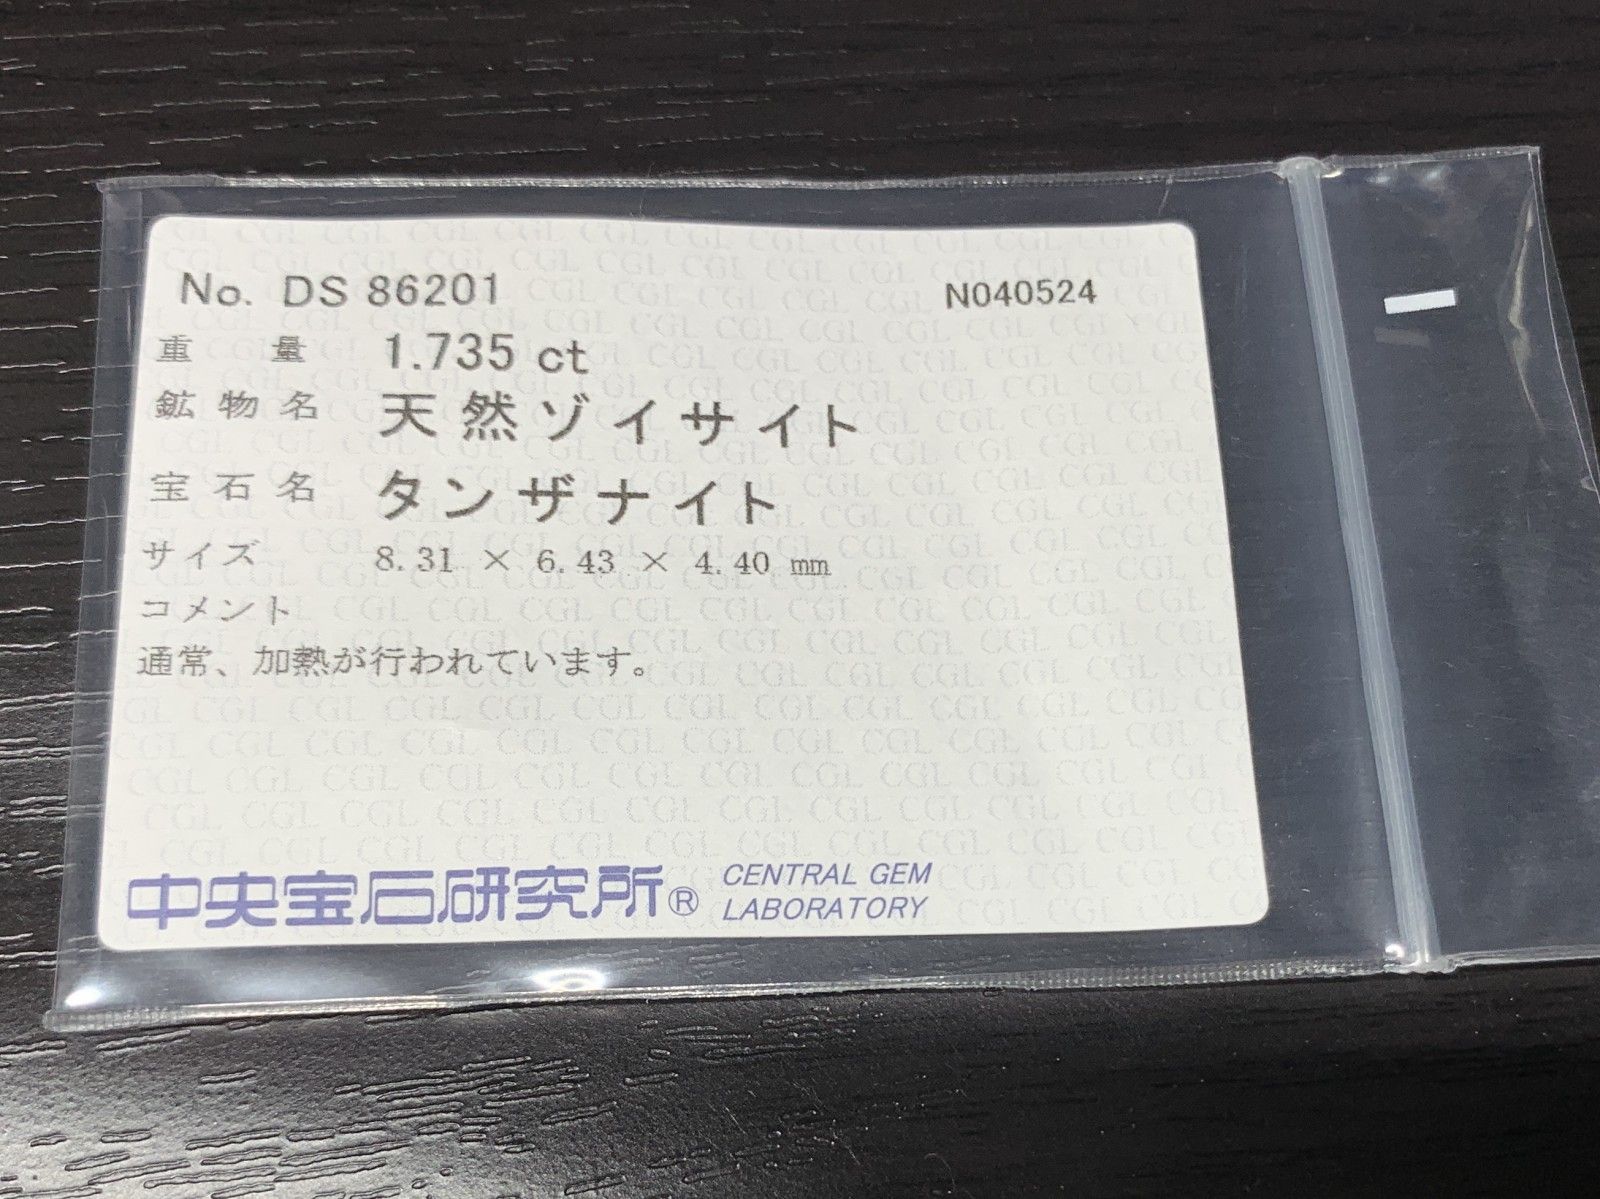 No. DS 86201 N040524
重量 1.735 ct
鉱物名 天然ゾイサイト
宝石名 タンザナイト
サイズ 8.31 × 6.43 × 4.40 mm
コメント
通常、加熱が行われています。
中央宝石研究所® CENTRAL GEM
LABORATORY